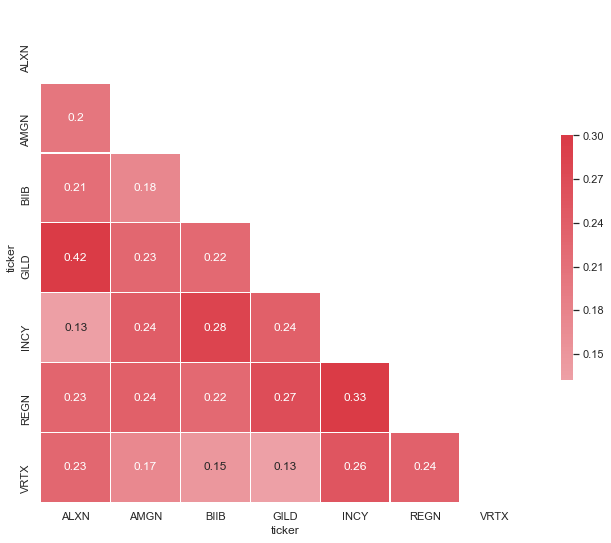 ALXN
AMGN 0.2
BIIB 0.21 0.18
GILD 0.42 0.23 0.22
INCY 0.13 0.24 0.28 0.24
REGN 0.23 0.24 0.22 0.27 0.33
VRTX 0.23 0.17 0.15 0.13 0.26 0.24
ticker
ALXN AMGN BIIB GILD INCY REGN VRTX
ticker
0.30
0.27
0.24
0.21
0.18
0.15